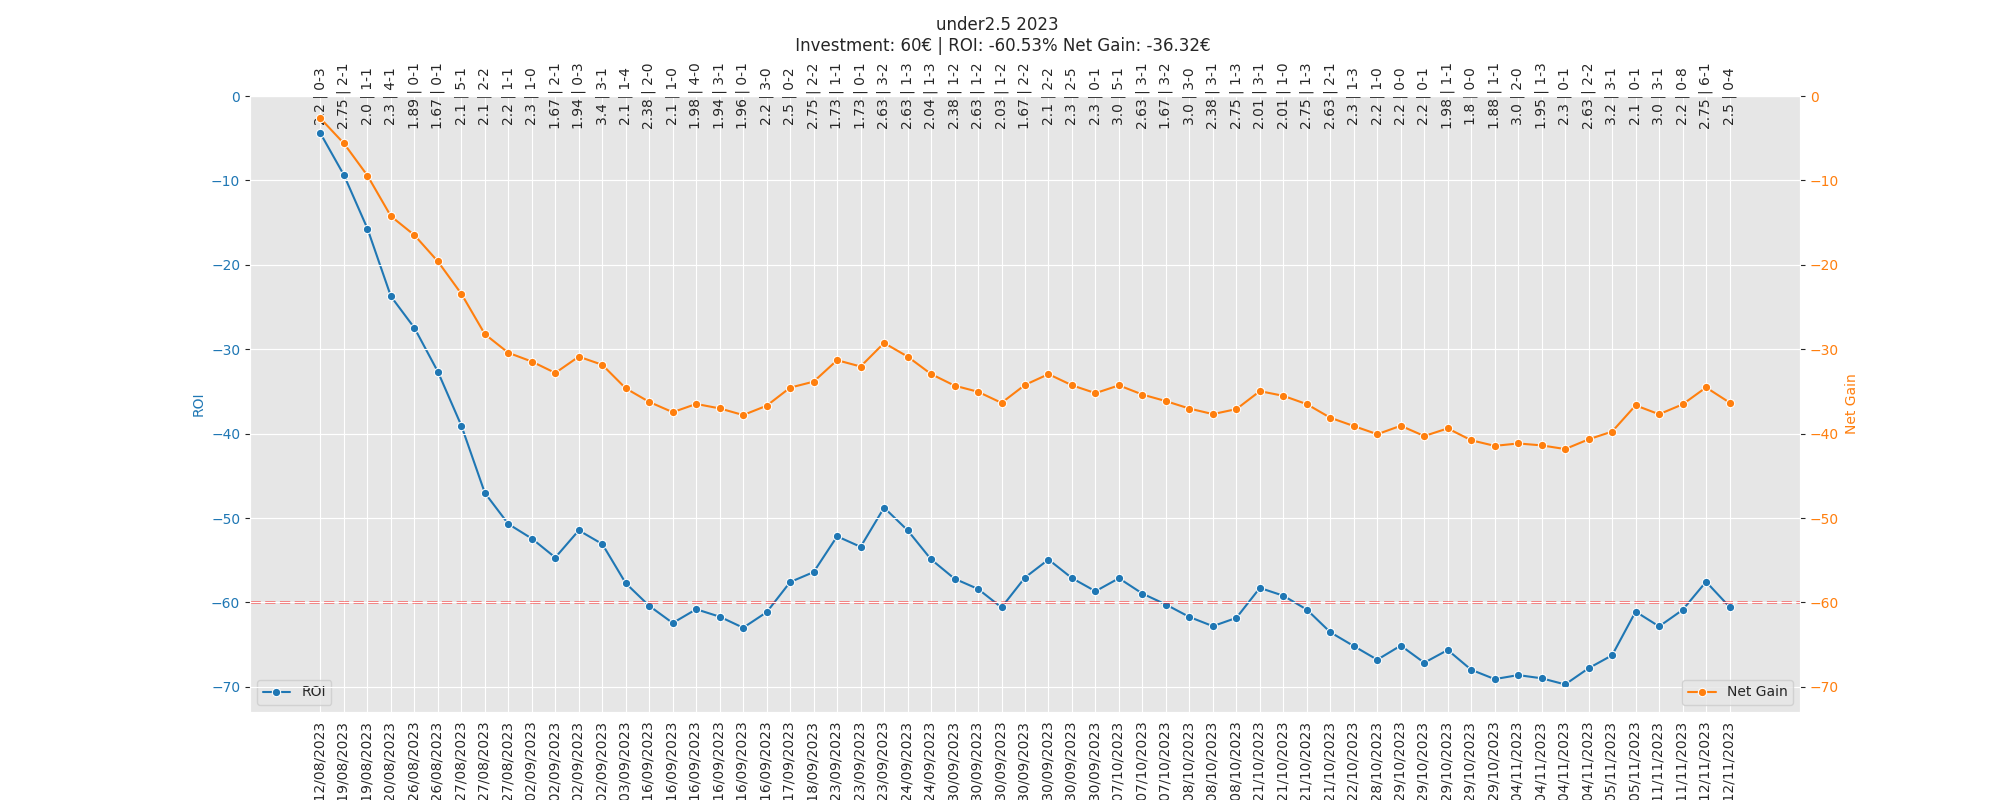 under2.5 2023
Investment: 60€ | ROI: -60.53% Net Gain: -36.32€
2.2 | 0-3
2.75 | 2-1
2.0 | 1-1
2.3 | 4-1
1.89 | 0-1
1.67 | 0-1
2.1 | 5-1
2.1 | 2-2
2.2 | 1-1
2.3 | 1-0
1.67 | 2-1
1.94 | 0-3
3.4 | 3-1
2.1 | 1-4
2.38 | 2-0
2.1 | 1-0
1.98 | 4-0
1.94 | 3-1
1.96 | 0-1
2.2 | 3-0
2.5 | 0-2
2.75 | 2-2
1.73 | 1-1
1.73 | 0-1
2.63 | 3-2
2.63 | 1-3
2.04 | 1-3
2.38 | 1-2
2.63 | 1-2
2.03 | 1-2
1.67 | 2-2
2.1 | 2-2
2.3 | 2-5
2.3 | 0-1
3.0 | 5-1
2.63 | 3-1
1.67 | 3-2
3.0 | 3-0
2.38 | 3-1
2.75 | 1-3
2.01 | 3-1
2.01 | 1-0
2.75 | 1-3
2.63 | 2-1
2.3 | 1-3
2.2 | 1-0
2.2 | 0-0
2.2 | 0-1
1.98 | 1-1
1.8 | 0-0
1.88 | 1-1
3.0 | 2-0
1.95 | 1-3
2.3 | 0-1
2.63 | 2-2
3.2 | 3-1
2.1 | 0-1
3.0 | 3-1
2.2 | 0-8
2.75 | 6-1
2.5 | 0-4
0
−10
−20
−30
−40
−50
−60
−70
ROI
0
−10
−20
−30
−40
−50
−60
−70
Net Gain
ROI
Net Gain
12/08/2023
19/08/2023
19/08/2023
20/08/2023
26/08/2023
26/08/2023
27/08/2023
27/08/2023
27/08/2023
02/09/2023
02/09/2023
02/09/2023
02/09/2023
03/09/2023
16/09/2023
16/09/2023
16/09/2023
16/09/2023
16/09/2023
16/09/2023
17/09/2023
18/09/2023
23/09/2023
23/09/2023
23/09/2023
24/09/2023
24/09/2023
30/09/2023
30/09/2023
30/09/2023
30/09/2023
30/09/2023
30/09/2023
30/09/2023
07/10/2023
07/10/2023
07/10/2023
08/10/2023
08/10/2023
08/10/2023
21/10/2023
21/10/2023
21/10/2023
21/10/2023
22/10/2023
28/10/2023
29/10/2023
29/10/2023
29/10/2023
29/10/2023
29/10/2023
04/11/2023
04/11/2023
04/11/2023
04/11/2023
05/11/2023
05/11/2023
11/11/2023
11/11/2023
12/11/2023
12/11/2023